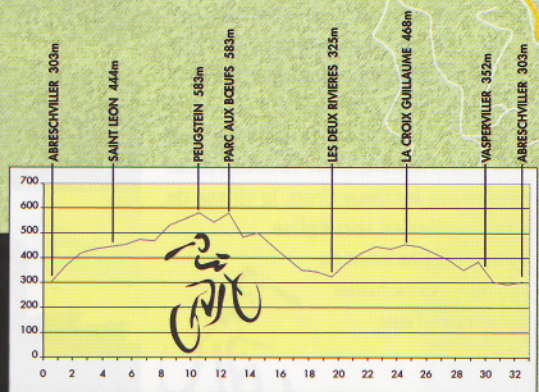 ABRESCHVILLER 303m
SAINT LEON 444m
PEUGSTEIN 583m
PARC AUX BŒUFS 583m
LES DEUX RIVIERES 325m
LA CROIX GUILLAUME 468m
VASPERVILLER 352m
ABRESCHVILLER 303m
700
600
500
400
300
200
100
0
0 2 4 6 8 10 12 14 16 18 20 22 24 26 28 30 32